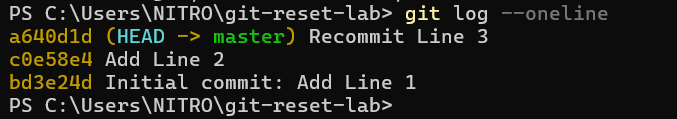 PS C:\Users\NITRO\git-reset-lab> git log --oneline
a640d1d (HEAD -> master) Recommit Line 3
c0e58e4 Add Line 2
bd3e24d Initial commit: Add Line 1
PS C:\Users\NITRO\git-reset-lab>